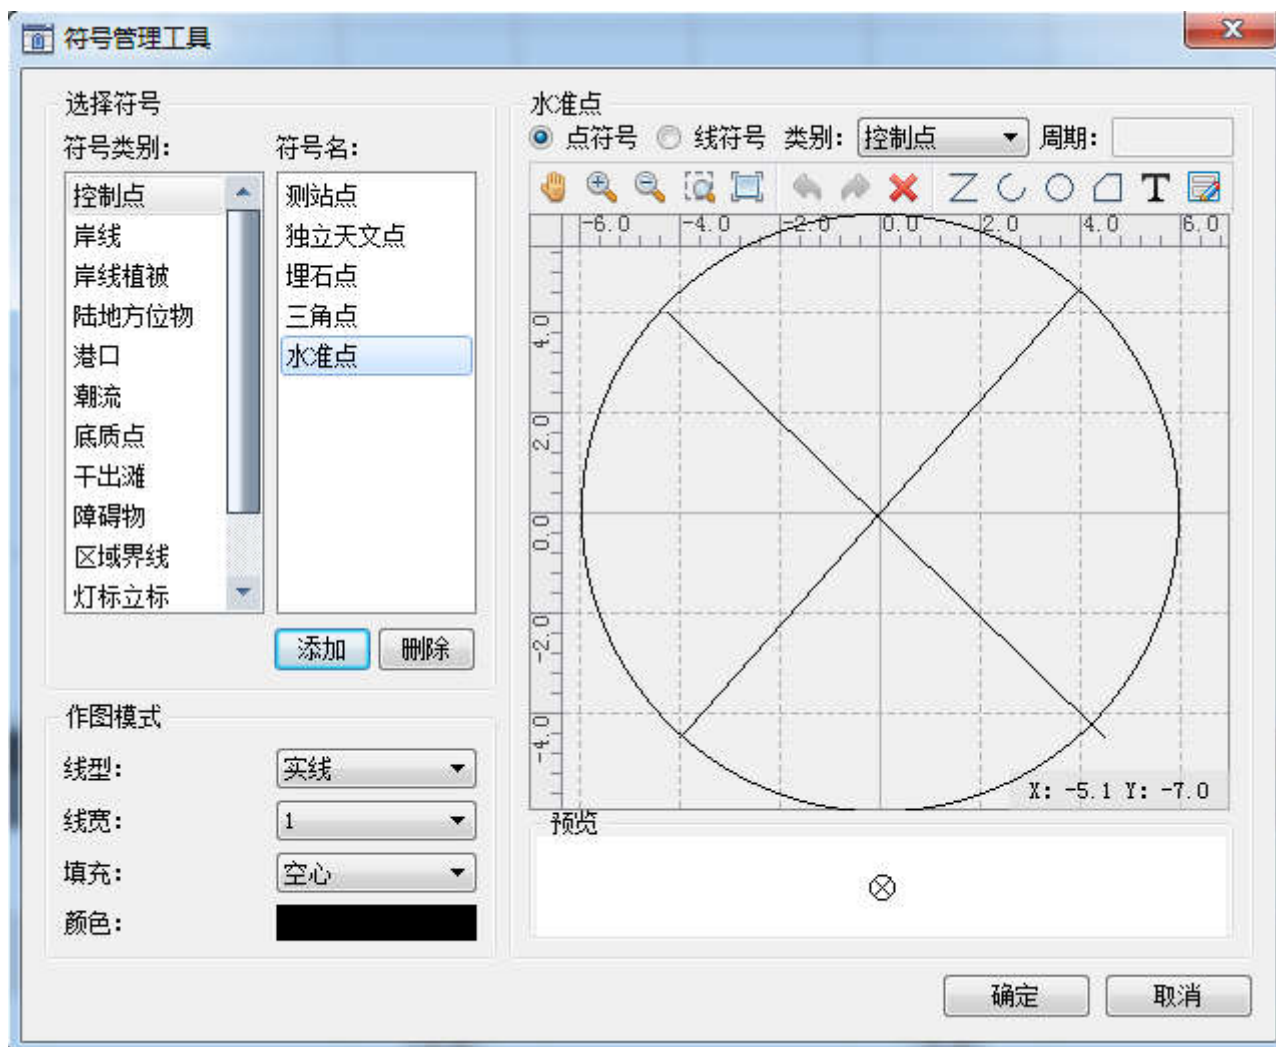 符号管理工具
选择符号
符号类别:
符号名:
控制点
岸线
岸线植被
陆地方位物
港口
潮流
底质点
干出滩
障碍物
区域界线
灯标立标
测站点
独立天文点
埋石点
三角点
水准点
添加
删除
作图模式
线型:
实线
线宽:
1
填充:
空心
颜色:
水准点
点符号
线符号
类别:
控制点
周期:
T
-6.0
-4.0
-2.0
0.0
2.0
4.0
6.0
4.0
2.0
0.0
-2.0
-4.0
X: -5.1 Y: -7.0
预览
确定
取消